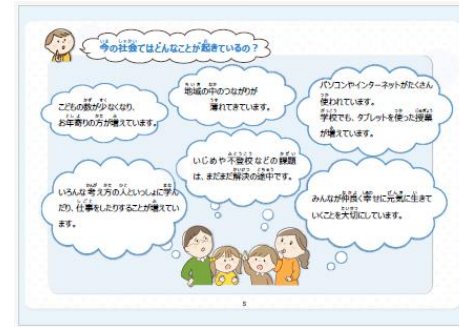 今の社会ではどんなことが起きているの？
こどもの数が少なくなり、
お年寄りの方が増えています。
地域の中のつながりが
薄れてきています。
パソコンやインターネットがたくさん
使われています。
学校でも、タブレットを使った授業
が増えています。
いじめや不登校などの課題
は、まだまだ解決の途中です。
いろんな考え方の人といっしょに学ん
だり、仕事をしたりすることが増えてい
ます。
みんなが仲良く幸せに元気に生きて
いくことを大切にしています。
5